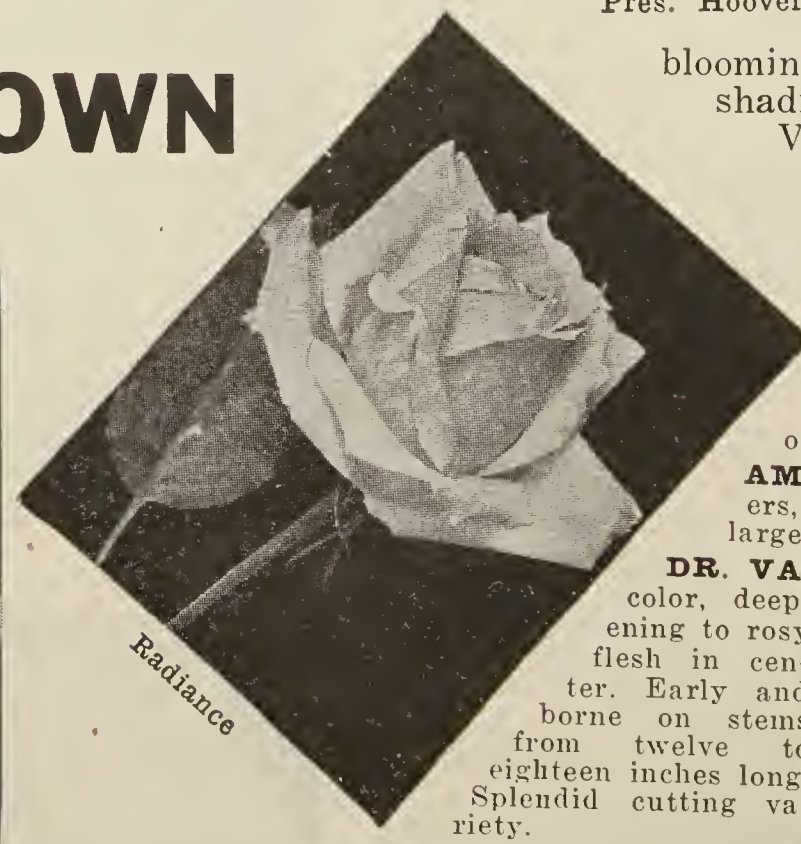 Pres. Hoover
OWN
bloomin
shad
V
o
AM
ers,
large
DR. VA
color, deep
ening to rosy
flesh in cen-
ter. Early and
borne on stems
from twelve to
eighteen inches long
Splendid cutting va
riety.
Radiance